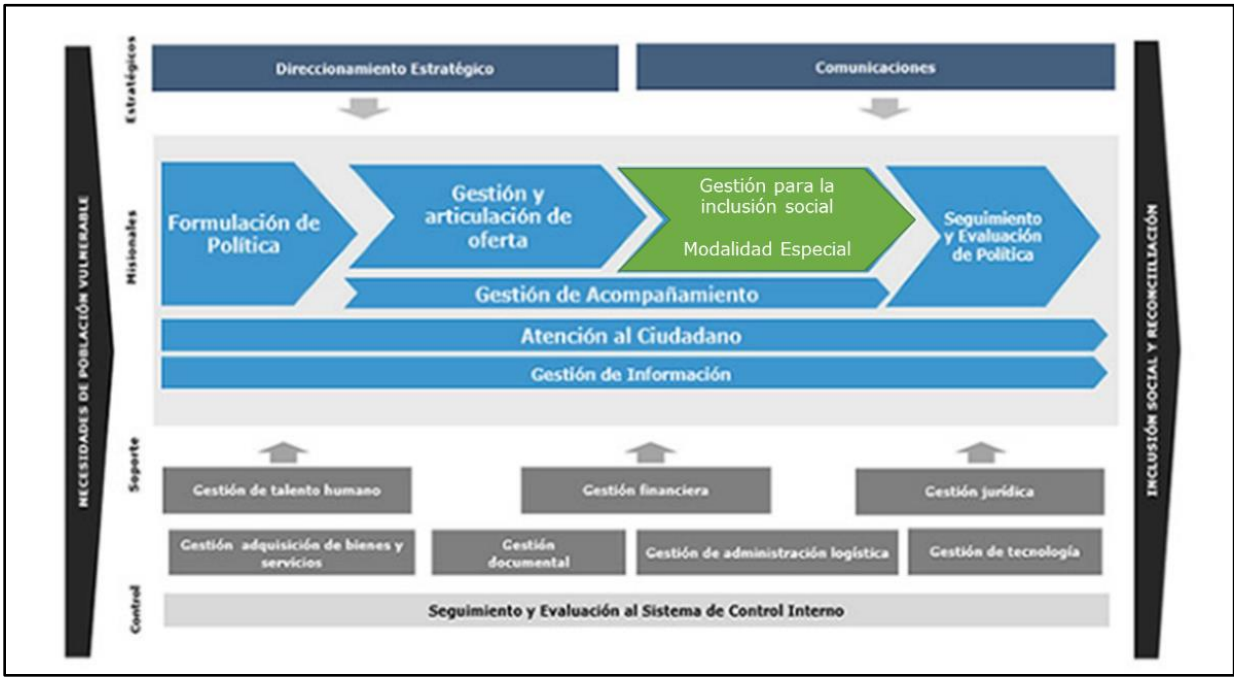 NECESIDADES DE POBLACIÓN VULNERABLE
Estratégicos
Direccionamiento Estratégico
Comunicaciones
Misionales
Formulación de
Política
Gestión y
articulación de
oferta
Gestión para la
inclusión social
Modalidad Especial
Seguimiento
y Evaluación
de Política
Gestión de Acompañamiento
Atención al Ciudadano
Gestión de Información
Soporte
Gestión de talento humano
Gestión financiera
Gestión jurídica
Gestión adquisición de bienes y
servicios
Gestión
documental
Gestión de administración logística
Gestión de tecnología
Control
Seguimiento y Evaluación al Sistema de Control Interno
INCLUSIÓN SOCIAL Y RECONCILIACIÓN